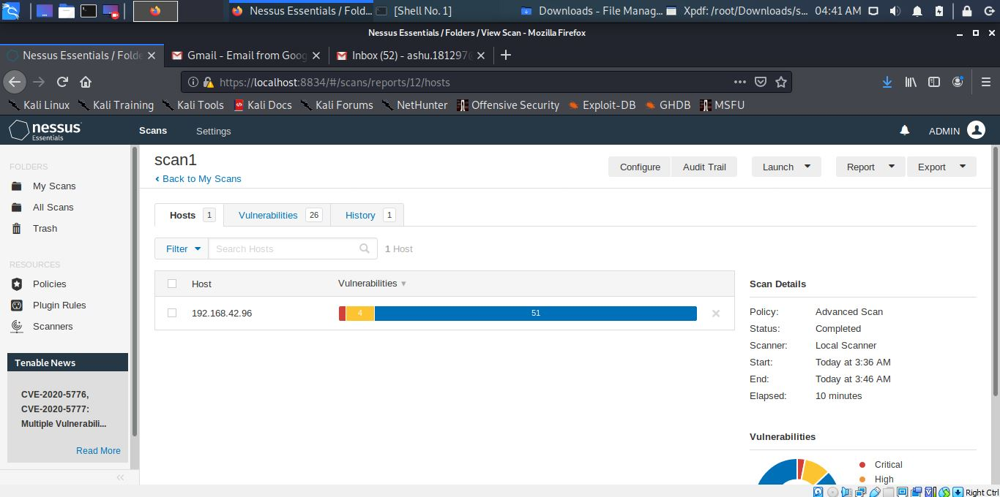 Nessus Essentials / Fold... [Shell No. 1] Downloads - File Manag... Xpdf: /root/Downloads/s... 04:41 AM
Nessus Essentials / Folders / View Scan - Mozilla Firefox
Nessus Essentials / Folde Gmail - Email from Goog Inbox (52) - ashu.181297@
https://localhost:8834/#/scans/reports/12/hosts
Kali Linux Kali Training Kali Tools Kali Docs Kali Forums NetHunter Offensive Security Exploit-DB GHDB MSFU
nessus Essentials Scans Settings ADMIN
FOLDERS
My Scans
All Scans
Trash
RESOURCES
Policies
Plugin Rules
Scanners
Tenable News
CVE-2020-5776,
CVE-2020-5777:
Multiple Vulnerabili...
Read More
scan1
Back to My Scans
Configure Audit Trail Launch Report Export
Hosts 1 Vulnerabilities 26 History 1
Filter Search Hosts 1 Host
Host Vulnerabilities
192.168.42.96 4 51
Scan Details
Policy: Advanced Scan
Status: Completed
Scanner: Local Scanner
Start: Today at 3:36 AM
End: Today at 3:46 AM
Elapsed: 10 minutes
Vulnerabilities
Critical
High
Right Ctrl